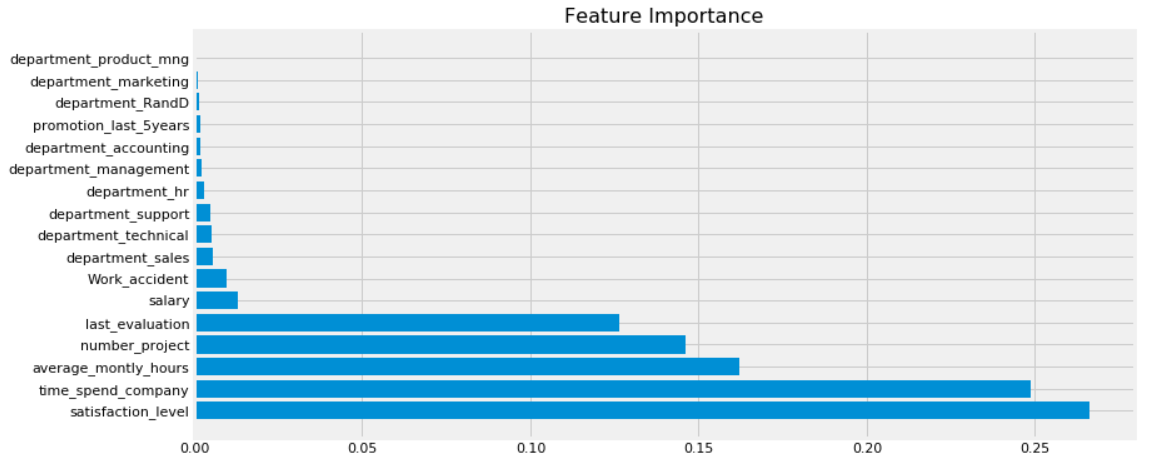 Feature Importance
department_product_mng
department_marketing
department_RandD
promotion_last_5years
department_accounting
department_management
department_hr
department_support
department_technical
department_sales
Work_accident
salary
last_evaluation
number_project
average_montly_hours
time_spend_company
satisfaction_level
0.00 0.05 0.10 0.15 0.20 0.25